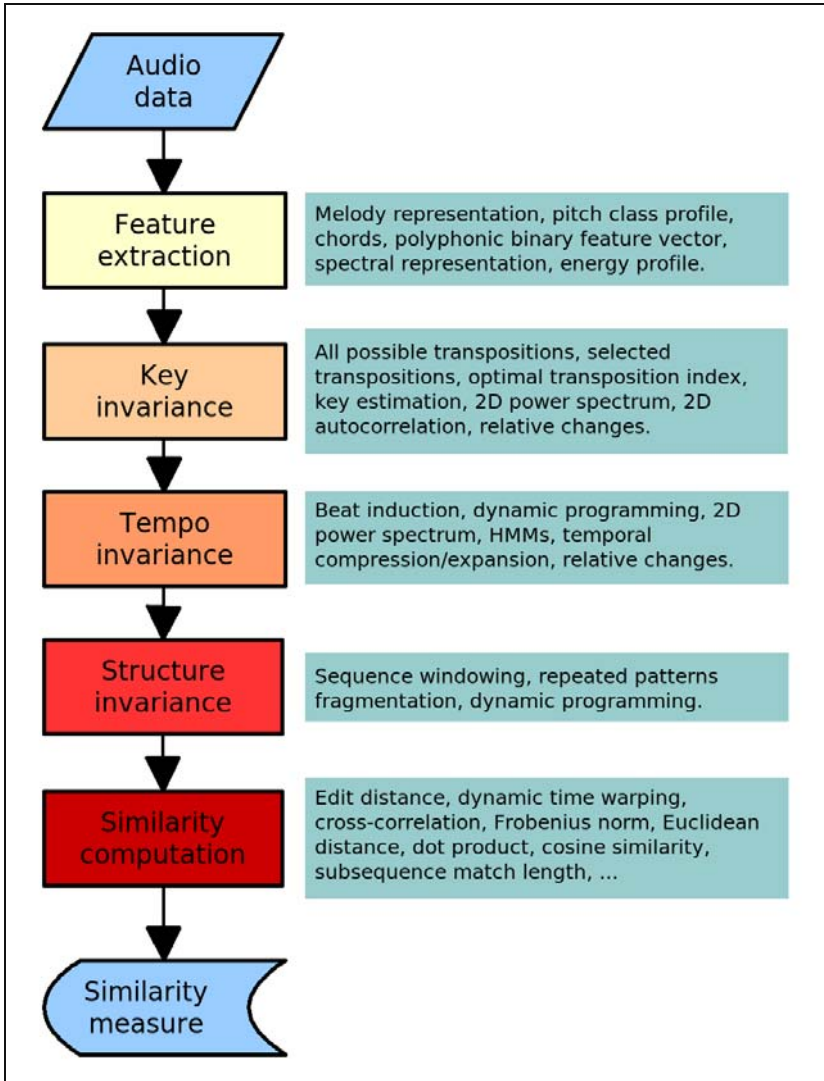 Audio
data
Feature
extraction
Melody representation, pitch class profile,
chords, polyphonic binary feature vector,
spectral representation, energy profile.
Key
invariance
All possible transpositions, selected
transpositions, optimal transposition index,
key estimation, 2D power spectrum, 2D
autocorrelation, relative changes.
Tempo
invariance
Beat induction, dynamic programming, 2D
power spectrum, HMMs, temporal
compression/expansion, relative changes.
Structure
invariance
Sequence windowing, repeated patterns
fragmentation, dynamic programming.
Similarity
computation
Edit distance, dynamic time warping,
cross-correlation, Frobenius norm, Euclidean
distance, dot product, cosine similarity,
subsequence match length, ...
Similarity
measure